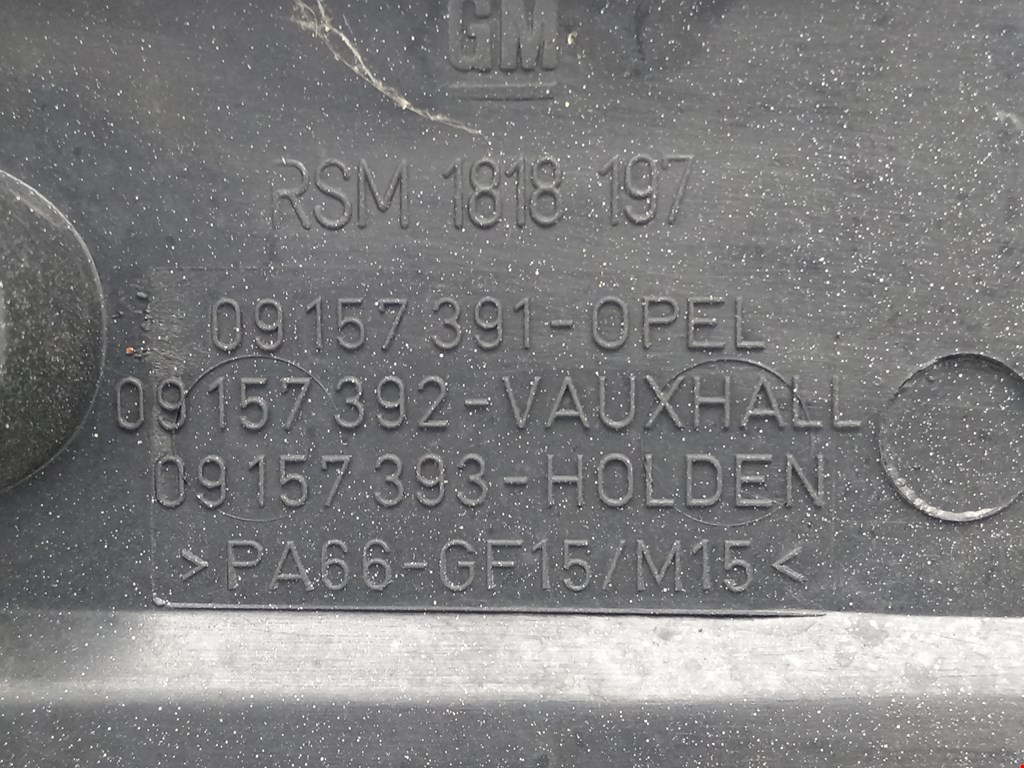 GM
RSM 1818 197
09 157 391-OPEL
09 157 392-VAUXHALL
09 157 393-HOLDEN
>PA66-GF15/M15<